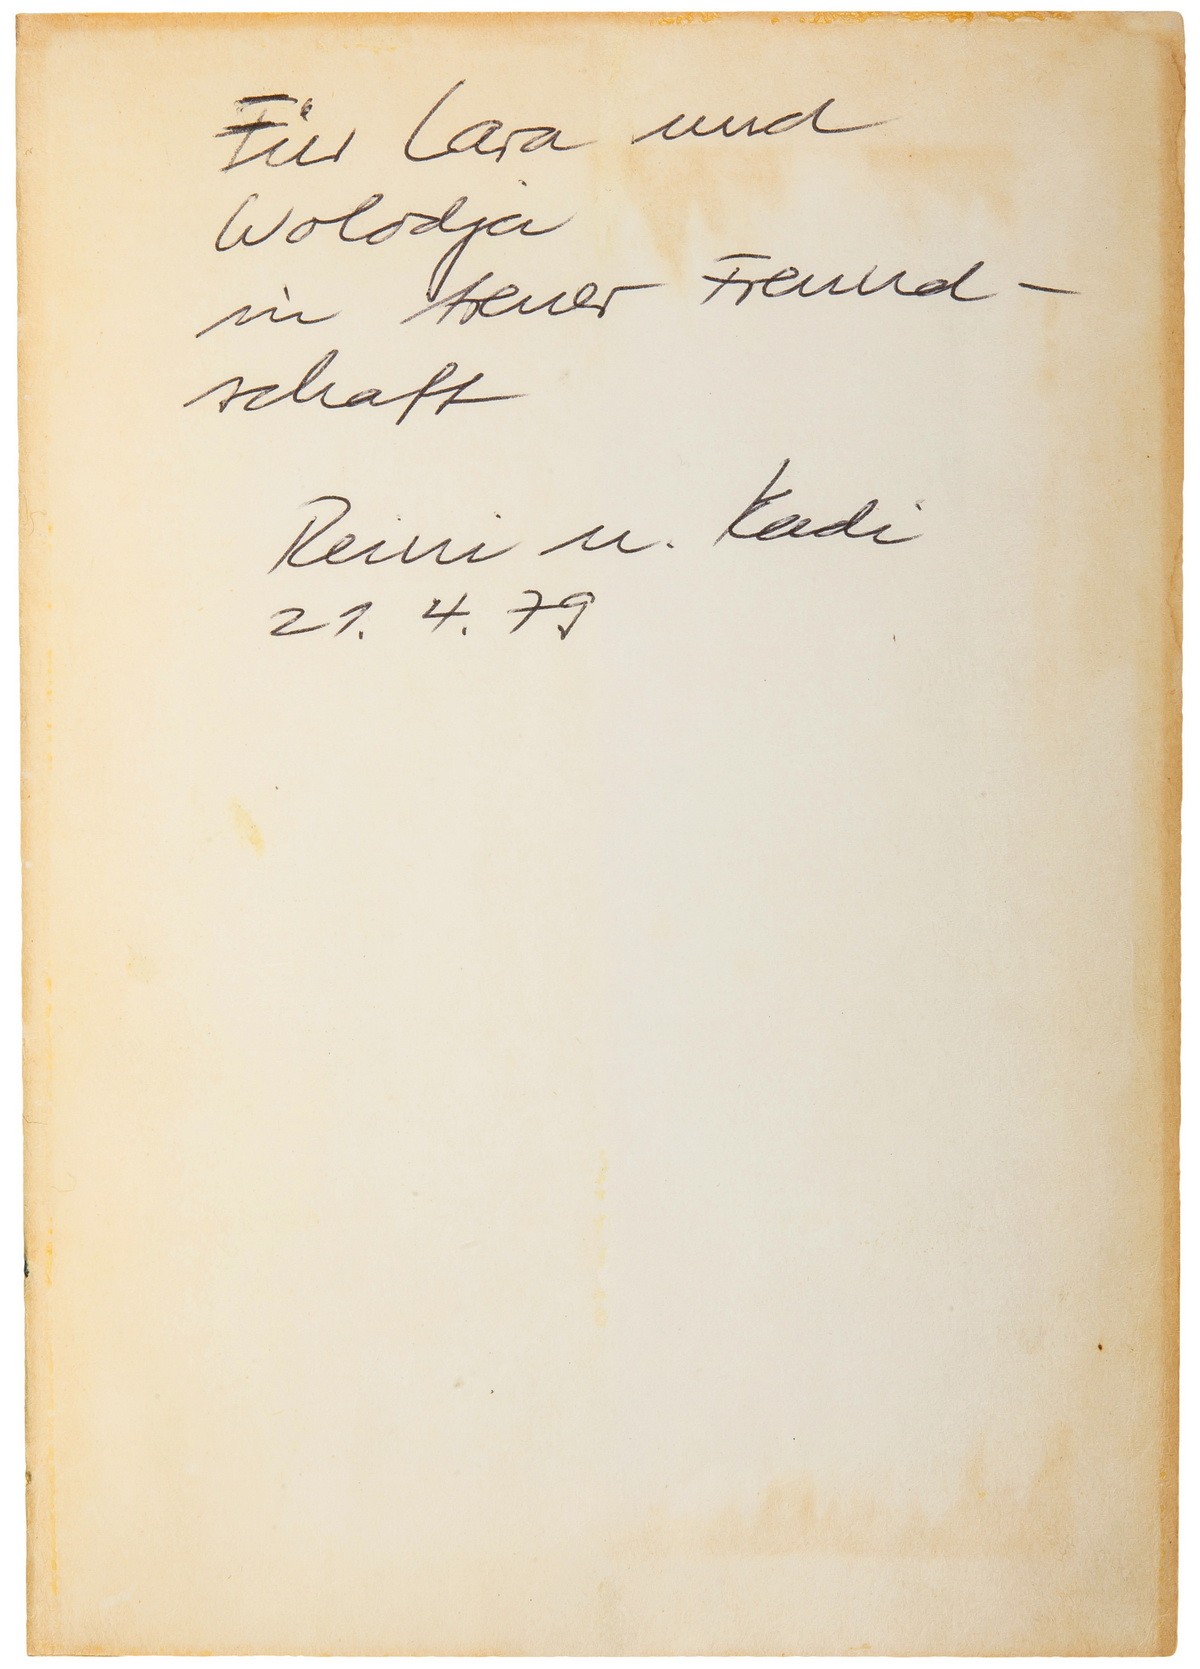 Für Lara und
Wolodja
in treuer Freund-
schaft
Reini u. Kadi
21. 4. 79